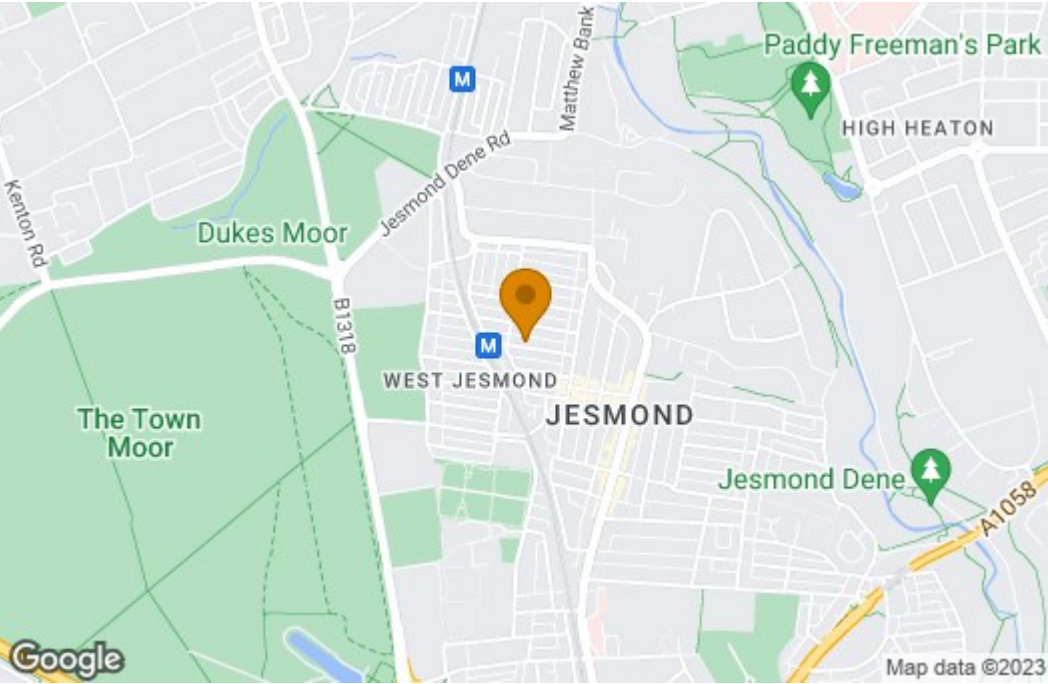 Paddy Freeman's Park
Matthew Bank
M
HIGH HEATON
Jesmond Dene Rd
Kenton Rd
Dukes Moor
B1318
M
WEST JESMOND
The Town
Moor
JESMOND
Jesmond Dene
A1058
Google
Map data ©2023